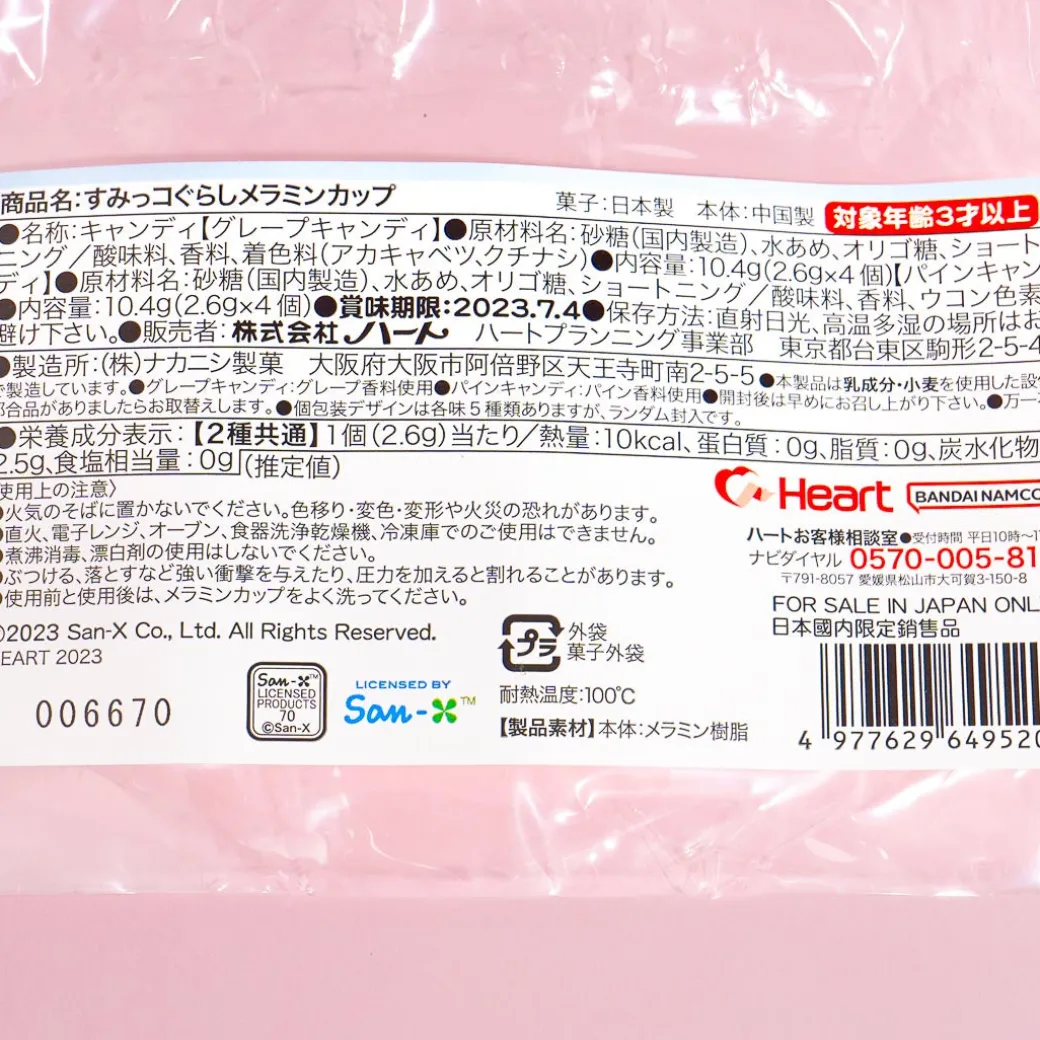 商品名:すみっコぐらしメラミンカップ
菓子:日本製 本体:中国製
対象年齢3才以上
●名称:キャンディ【グレープキャンディ】●原材料名:砂糖(国内製造)、水あめ、オリゴ糖、ショート
ニング/酸味料、香料、着色料(アカキャベツ、クチナシ)●内容量:10.4g(2.6g×4個)【パインキャン
ディ】●原材料名:砂糖(国内製造)、水あめ、オリゴ糖、ショートニング/酸味料、香料、ウコン色素
●内容量:10.4g(2.6g×4個)●賞味期限:2023.7.4●保存方法:直射日光、高温多湿の場所はお
避け下さい。●販売者:株式会社ハート ハートプランニング事業部 東京都台東区駒形2-5-4
●製造所:(株)ナカニシ製菓 大阪府大阪市阿倍野区天王寺町南2-5-5●本製品は乳成分・小麦を使用した設
で製造しています。●グレープキャンディ:グレープ香料使用●パインキャンディ:パイン香料使用●開封後は早めにお召し上がり下さい。●万一
合品がありましたらお取替えします。●個包装デザインは各味5種類ありますが、ランダム封入です。
●栄養成分表示:【2種共通】1個(2.6g)当たり/熱量:10kcal、蛋白質:0g、脂質:0g、炭水化物
2.5g、食塩相当量:0g(推定値)
使用上の注意〉
●火気のそばに置かないでください。色移り・変色・変形や火災の恐れがあります。
●直火、電子レンジ、オーブン、食器洗浄乾燥機、冷凍庫でのご使用はできません。
●煮沸消毒、漂白剤の使用はしないでください。
●ぶつける、落とすなど強い衝撃を与えたり、圧力を加えると割れることがあります。
●使用前と使用後は、メラミンカップをよく洗ってください。
©2023 San-X Co., Ltd. All Rights Reserved.
EART 2023
006670
San-X™
LICENSED
PRODUCTS
70
©San-X
LICENSED BY
San-X™
プラ
外袋
菓子外袋
耐熱温度:100℃
【製品素材】本体:メラミン樹脂
Heart
BANDAI NAMCO
ハートお客様相談室●受付時間 平日10時〜1
ナビダイヤル 0570-005-81
〒791-8057 愛媛県松山市大可賀3-150-8
FOR SALE IN JAPAN ONL
日本國内限定銷售品
4 977629 649520